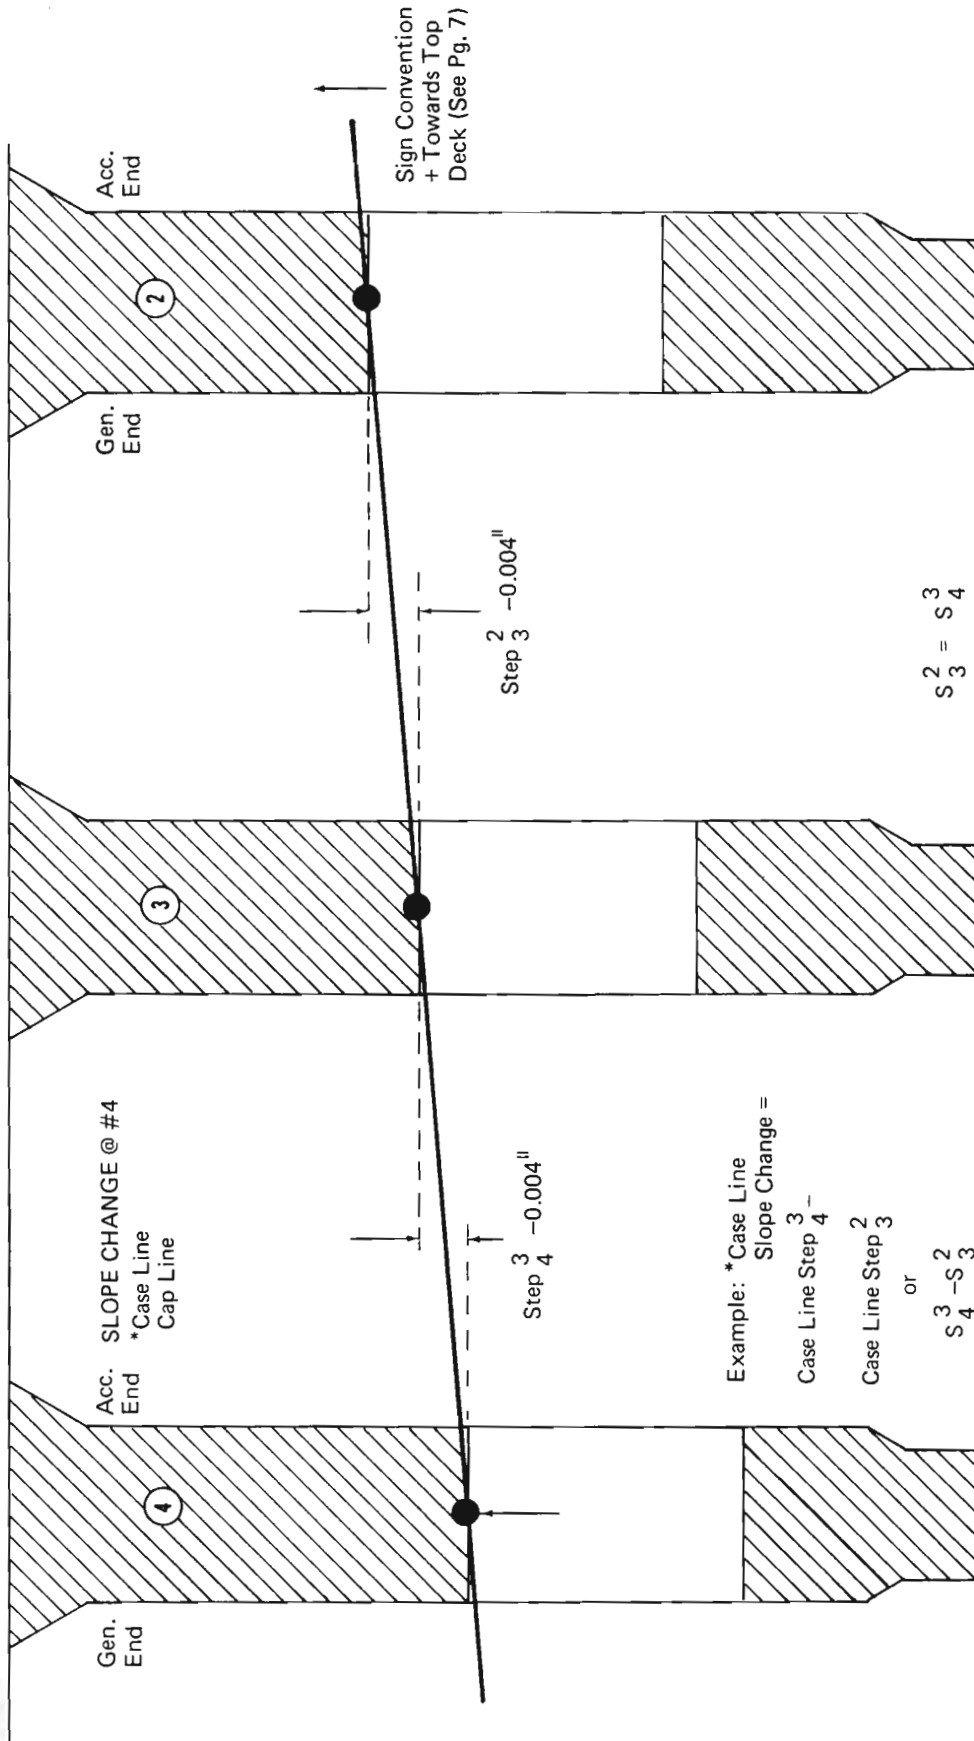 Gen.
End
4
Acc.
End
SLOPE CHANGE @ #4
*Case Line
Cap Line
3
Gen.
End
2
Acc.
End
Sign Convention
+ Towards Top
Deck (See Pg. 7)
Step 3 4 -0.004"
Step 2 3 -0.004"
Example: *Case Line
Slope Change =
Case Line Step 3 4 –
Case Line Step 2 3
or
S 3 4 – S 2 3
S 2 3 = S 3 4